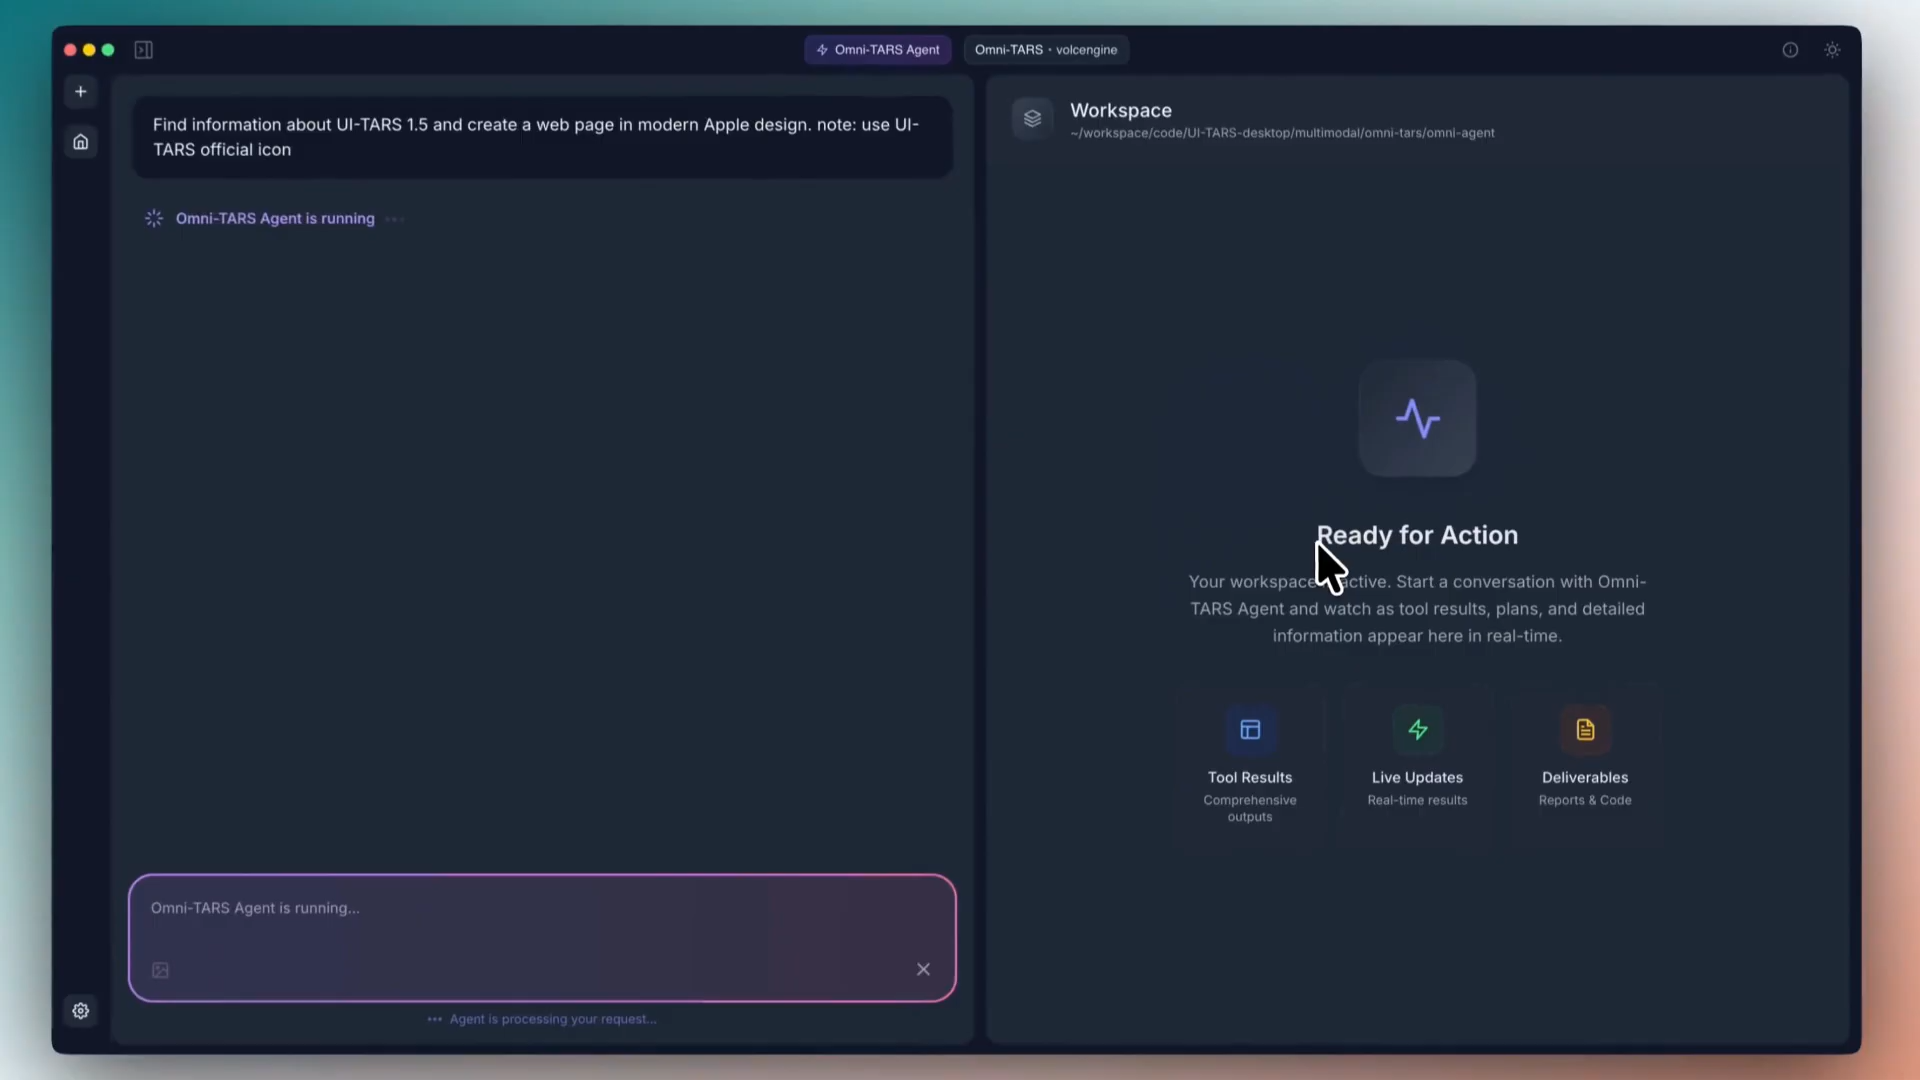 Omni-TARS Agent
Omni-TARS • volcengine
Find information about UI-TARS 1.5 and create a web page in modern Apple design. note: use UI-
TARS official icon
Omni-TARS Agent is running
Omni-TARS Agent is running...
Agent is processing your request...
Workspace
~/workspace/code/UI-TARS-desktop/multimodal/omni-tars/omni-agent
Ready for Action
Your workspace active. Start a conversation with Omni-
TARS Agent and watch as tool results, plans, and detailed
information appear here in real-time.
Tool Results
Comprehensive
outputs
Live Updates
Real-time results
Deliverables
Reports & Code